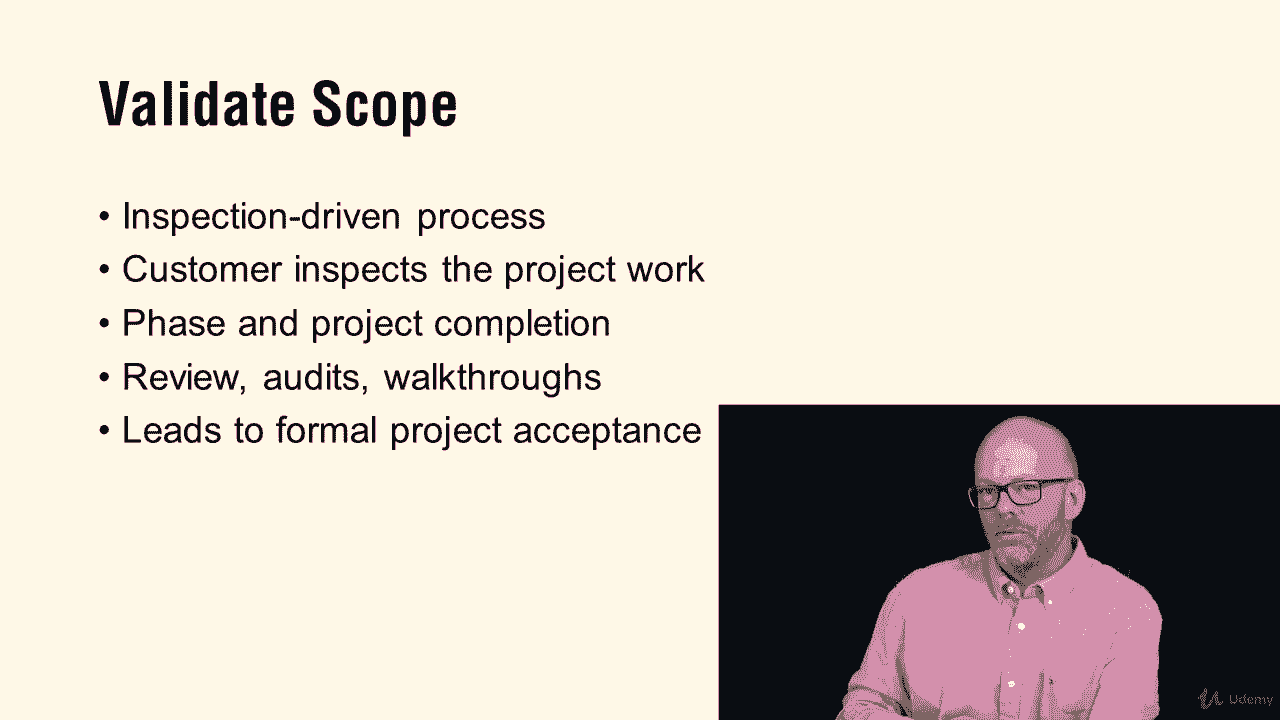 Validate Scope
• Inspection-driven process
• Customer inspects the project work
• Phase and project completion
• Review, audits, walkthroughs
• Leads to formal project acceptance
Udemy